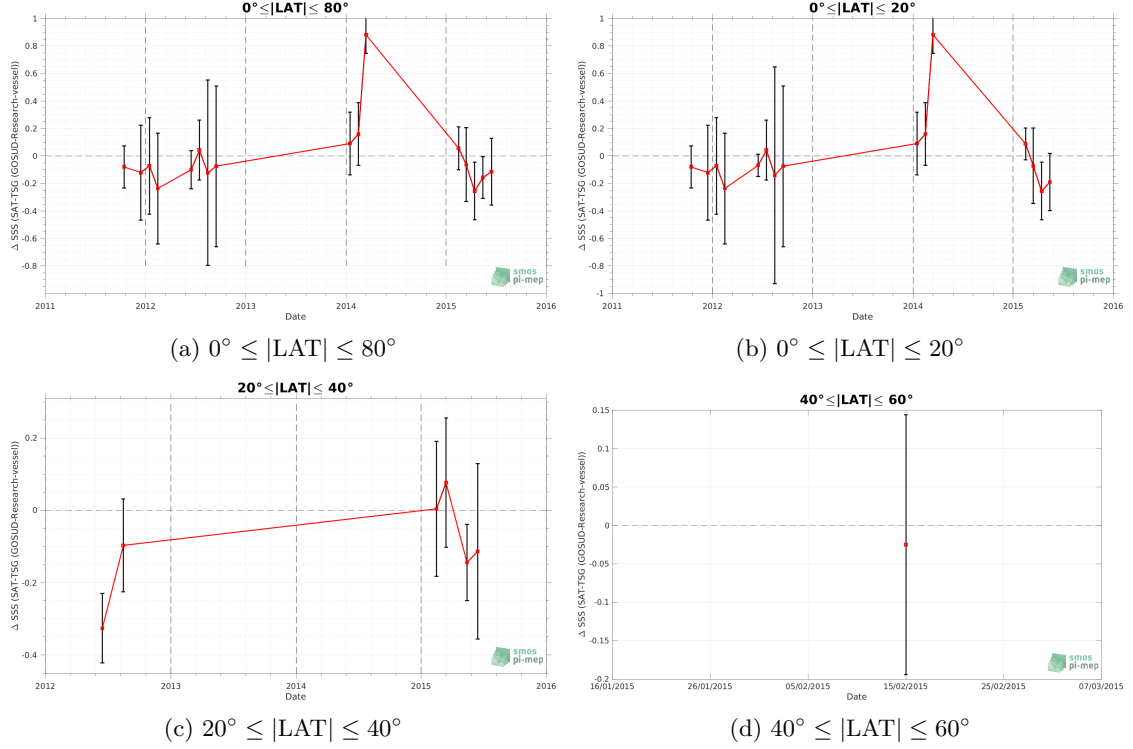 0°≤|LAT|≤ 80°
Δ SSS (SAT-TSG (GOSUD-Research-vessel))
1
0.8
0.6
0.4
0.2
0
-0.2
-0.4
-0.6
-0.8
2011 2012 2013 2014 2015 2016
Date
smos
pi-mep
(a) 0° ≤ |LAT| ≤ 80°
0°≤|LAT|≤ 20°
Δ SSS (SAT-TSG (GOSUD-Research-vessel))
1
0.8
0.6
0.4
0.2
0
-0.2
-0.4
-0.6
-0.8
-1
2011 2012 2013 2014 2015 2016
Date
smos
pi-mep
(b) 0° ≤ |LAT| ≤ 20°
20°≤|LAT|≤ 40°
Δ SSS (SAT-TSG (GOSUD-Research-vessel))
0.2
0
-0.2
-0.4
2012 2013 2014 2015 2016
Date
smos
pi-mep
(c) 20° ≤ |LAT| ≤ 40°
40°≤|LAT|≤ 60°
Δ SSS (SAT-TSG (GOSUD-Research-vessel))
0.15
0.1
0.05
0
-0.05
-0.1
-0.15
-0.2
16/01/2015 26/01/2015 05/02/2015 15/02/2015 25/02/2015 07/03/2015
Date
smos
pi-mep
(d) 40° ≤ |LAT| ≤ 60°